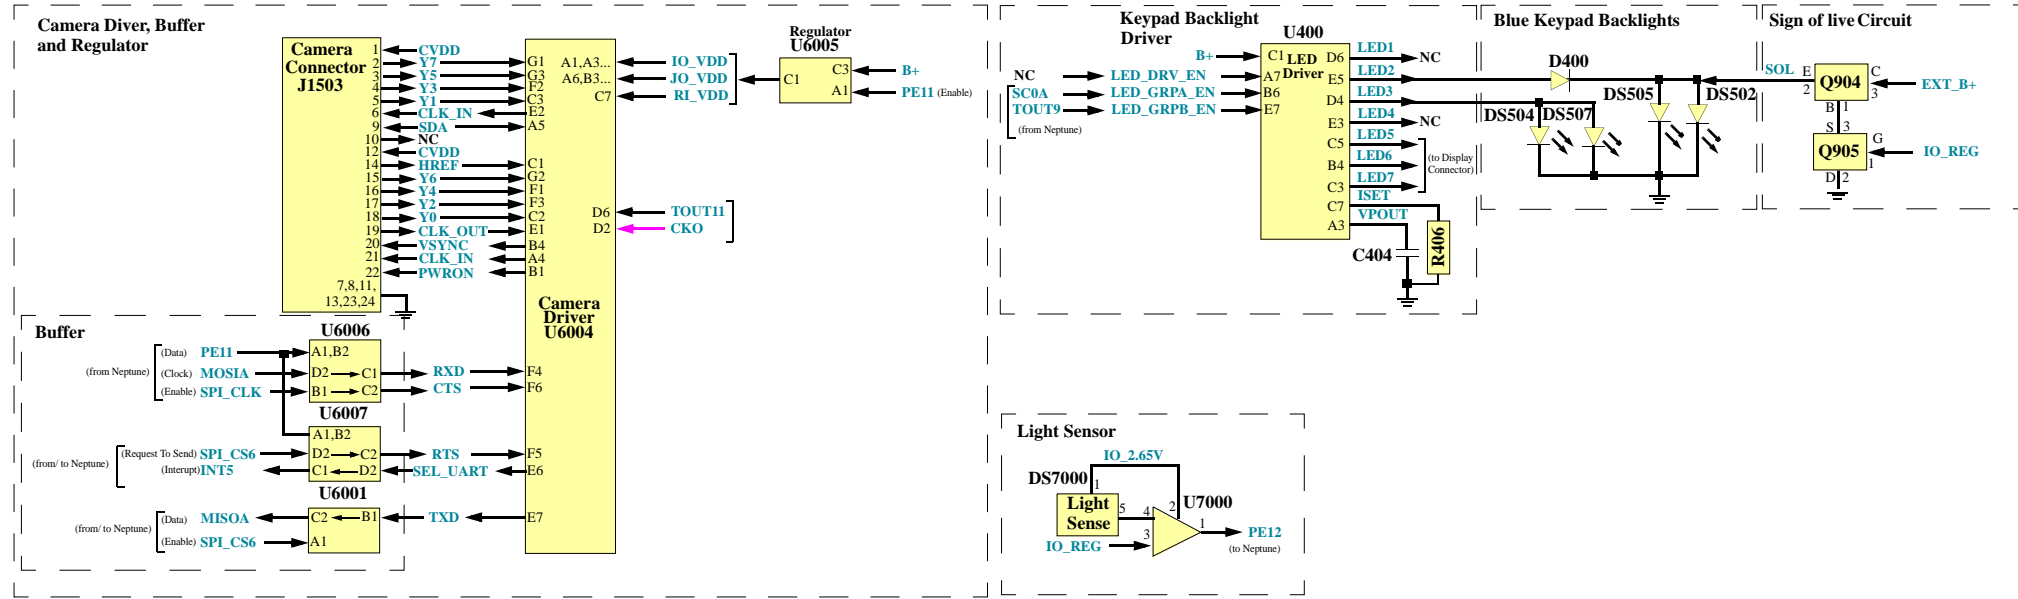 Camera Diver, Buffer
and Regulator
Camera
Connector
J1503
1 CVDD
2 Y7 G1
3 Y5 G3
4 Y3 F2
5 Y1 C3
6 CLK_IN E2
9 SDA A5
10 NC
12 CVDD
14 HREF C1
15 Y6 G2
16 Y4 F1
17 Y2 F3
18 Y0 C2
19 CLK_OUT E1
20 VSYNC B4
21 CLK_IN A4
22 PWRON B1
7,8,11,
13,23,24
A1,A3... IO_VDD
A6,B3... JO_VDD
C7 RI_VDD
D6 TOUT11
D2 CKO
Camera
Driver
U6004
Regulator
U6005
C1
C3 B+
A1 PE11 (Enable)
Buffer
U6006
(from Neptune)
(Data) PE11 A1,B2
(Clock) MOSIA D2 C1 RXD F4
(Enable) SPI_CLK B1 C2 CTS F6
U6007
A1,B2
(from/ to Neptune)
(Request To Send) SPI_CS6 D2 C2 RTS F5
(Interupt) INT5 C1 D2 SEL_UART E6
U6001
(from/ to Neptune)
(Data) MISOA C2 B1 TXD E7
(Enable) SPI_CS6 A1
Keypad Backlight
Driver
U400
LED
Driver
B+ C1
NC LED_DRV_EN A7
SC0A LED_GRPA_EN B6
TOUT9 LED_GRPB_EN E7
(from Neptune)
D6 LED1 NC
E5 LED2
D4 LED3
E3 LED4 NC
C5 LED5
B4 LED6
C3 LED7
(to Display
Connector)
C7 ISET
A3 VPOUT
C404
R406
Blue Keypad Backlights
D400
DS505
DS502
DS504
DS507
Sign of live Circuit
SOL E
2
Q904
C
3
EXT_B+
B 1
S 3
Q905
G
1
IO_REG
D 2
Light Sensor
IO_2.65V
DS7000
1
Light
Sense
5 4
2
U7000
3
IO_REG
1
PE12
(to Neptune)